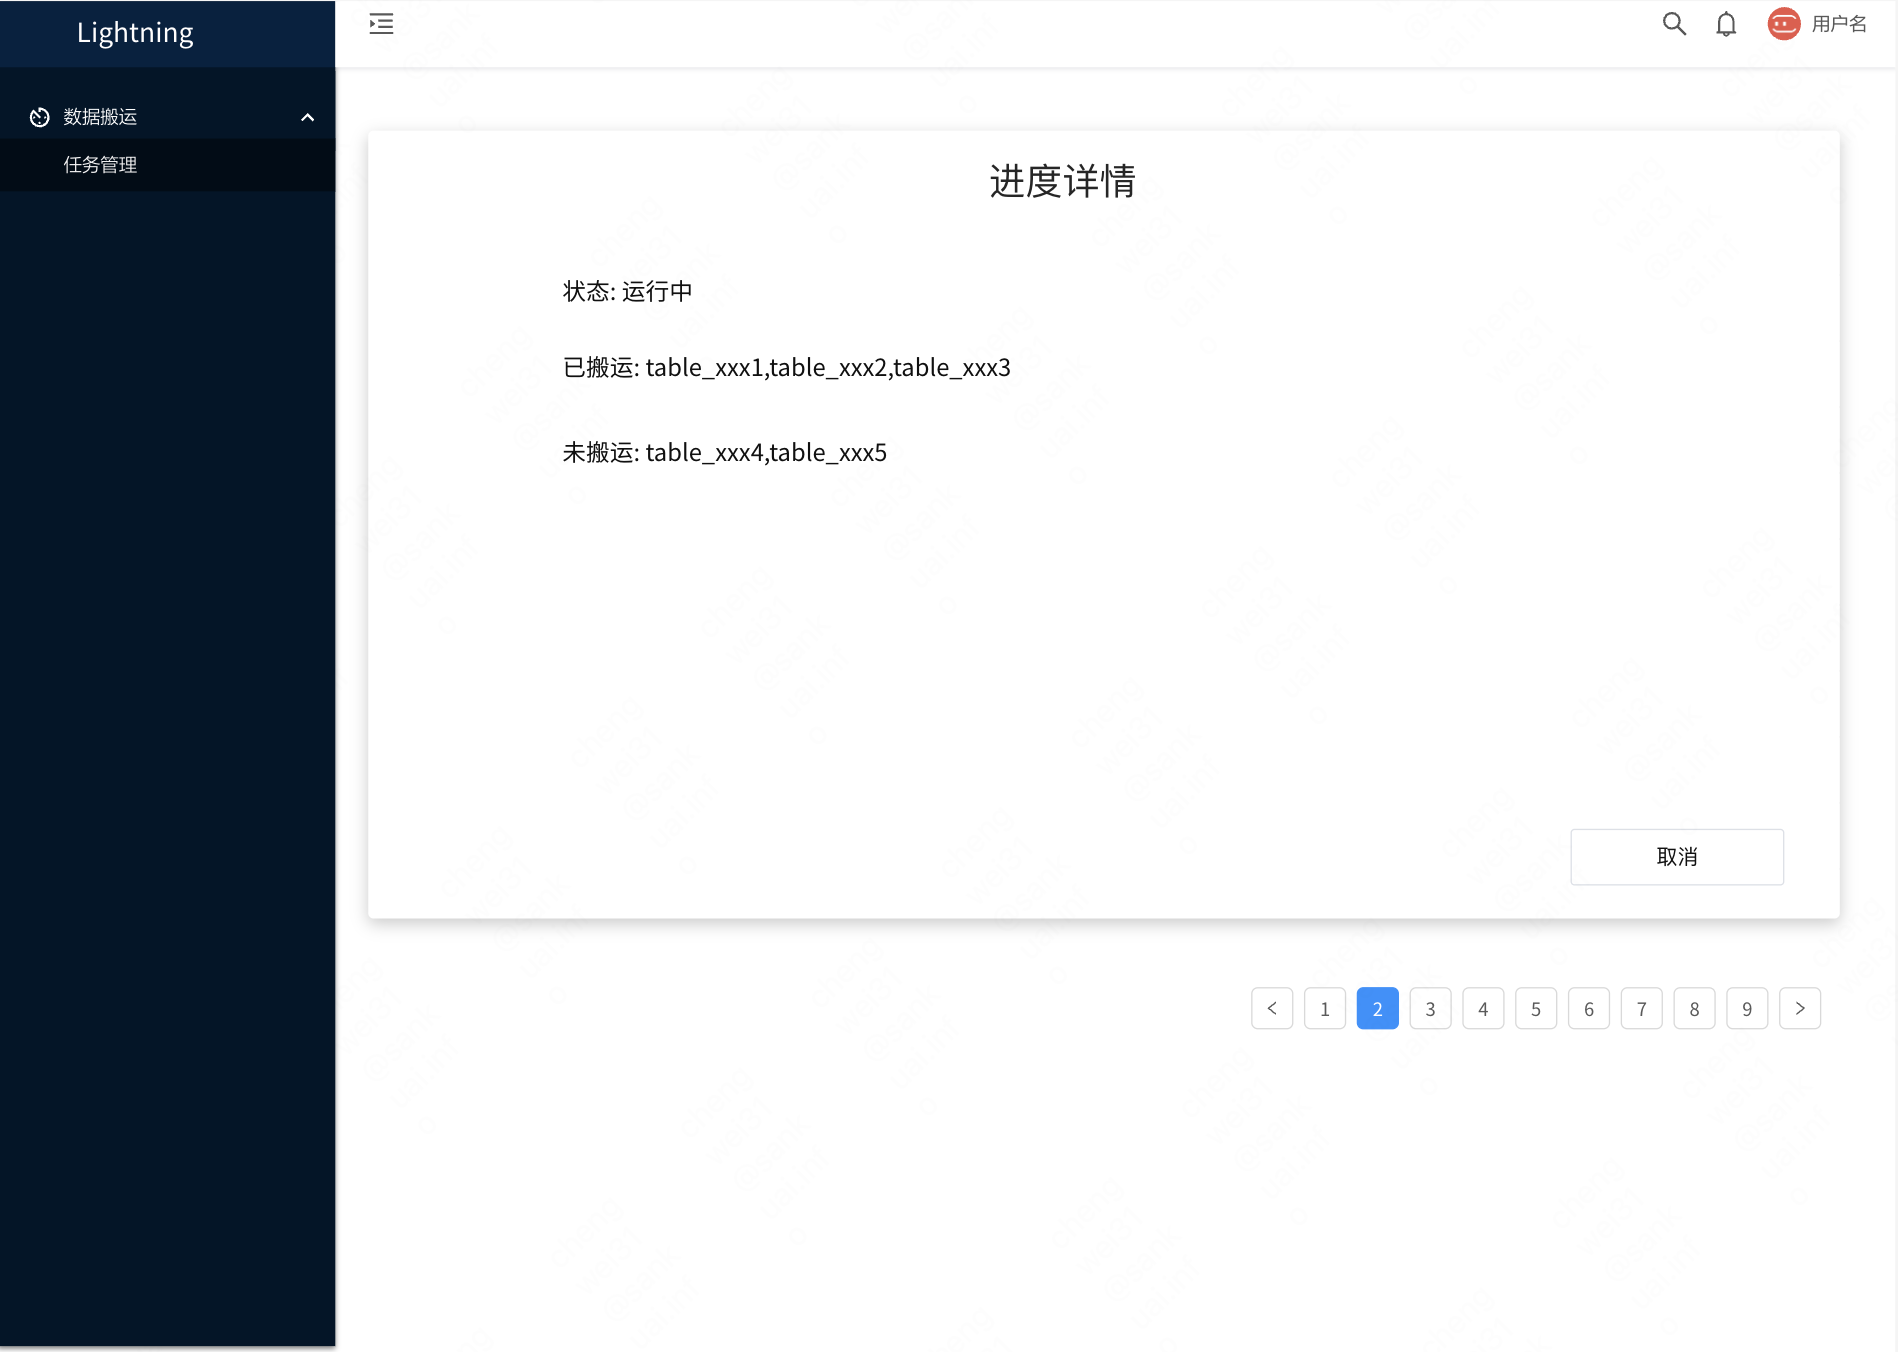 Lightning
用户名
数据搬运
任务管理
进度详情
状态: 运行中
已搬运: table_xxx1,table_xxx2,table_xxx3
未搬运: table_xxx4,table_xxx5
取消
1 2 3 4 5 6 7 8 9